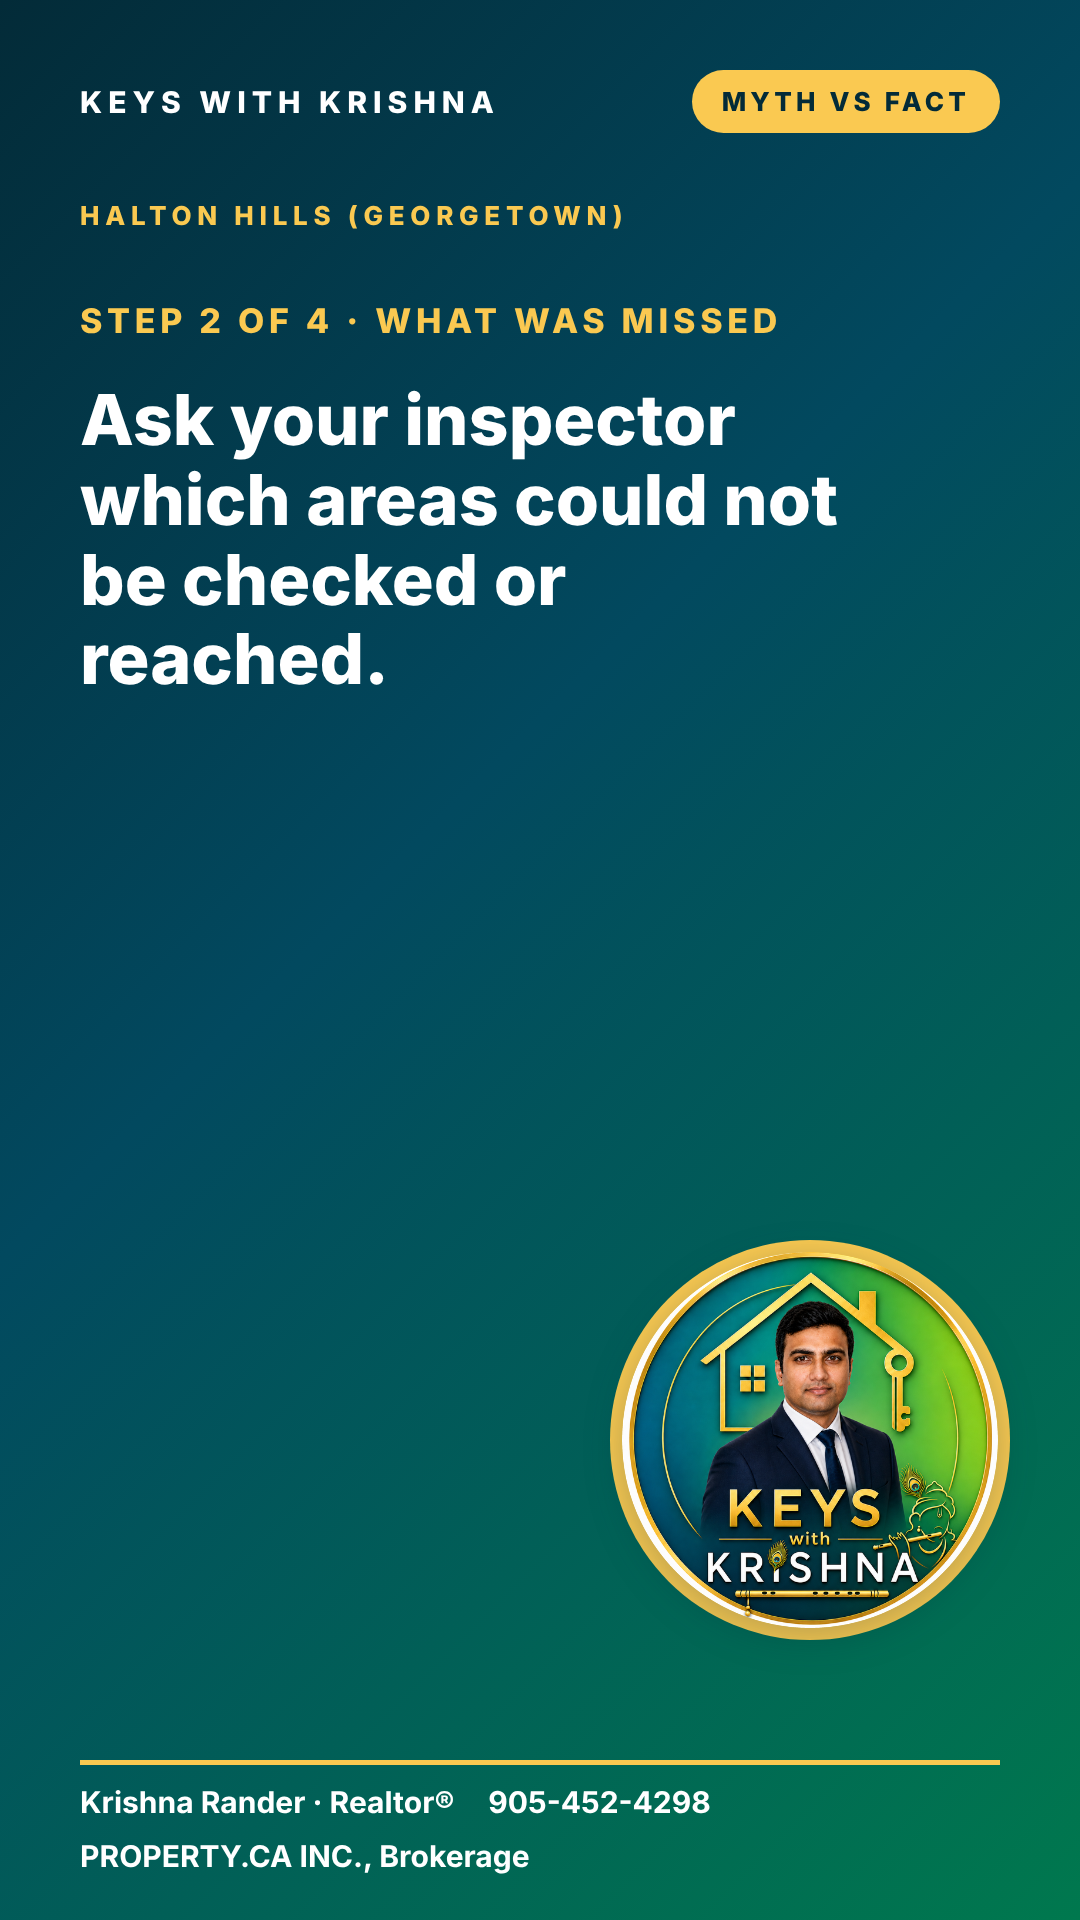 KEYS WITH KRISHNA
MYTH VS FACT
HALTON HILLS (GEORGETOWN)
STEP 2 OF 4 · WHAT WAS MISSED
Ask your inspector
which areas could not
be checked or
reached.
KEYS
with
KRISHNA
Krishna Rander · Realtor® 905-452-4298
PROPERTY.CA INC., Brokerage